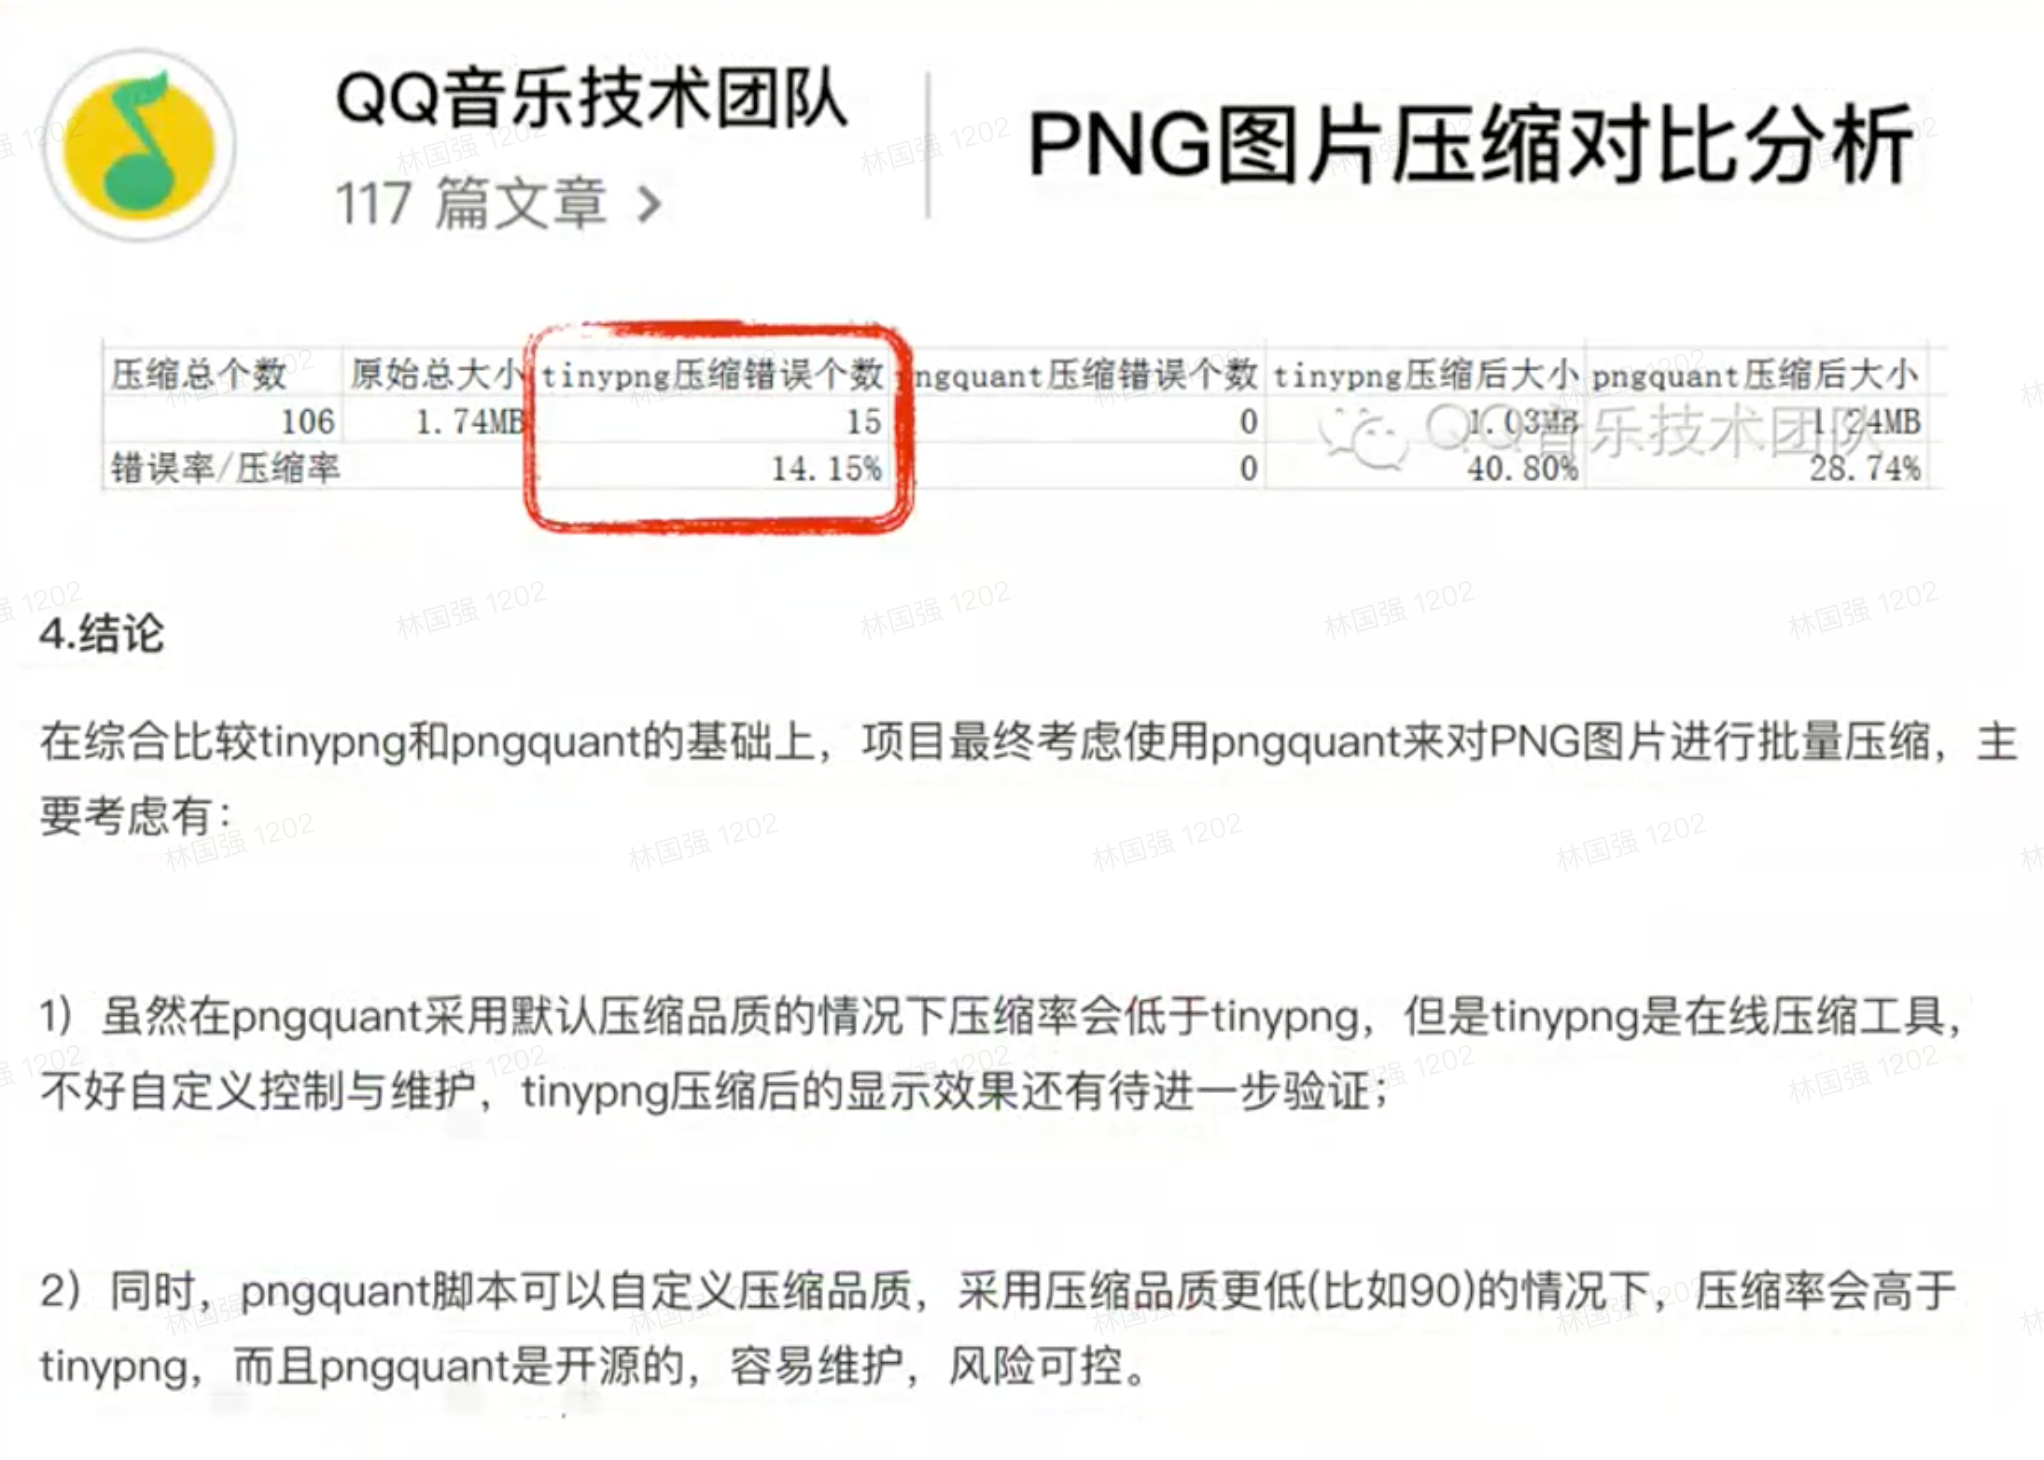 QQ音乐技术团队
117 篇文章 >
PNG图片压缩对比分析
压缩总个数 原始总大小 tinypng压缩错误个数 ngquant压缩错误个数 tinypng压缩后大小 pngquant压缩后大小
106 1.74MB 15 0 1.03MB 1.24MB
QQ音乐技术团队
错误率/压缩率 14.15% 0 40.80% 28.74%
4.结论
在综合比较tinypng和pngquant的基础上，项目最终考虑使用pngquant来对PNG图片进行批量压缩，主
要考虑有：
1）虽然在pngquant采用默认压缩品质的情况下压缩率会低于tinypng，但是tinypng是在线压缩工具，
不好自定义控制与维护，tinypng压缩后的显示效果还有待进一步验证；
2）同时，pngquant脚本可以自定义压缩品质，采用压缩品质更低(比如90)的情况下，压缩率会高于
tinypng，而且pngquant是开源的，容易维护，风险可控。
林国强 1202